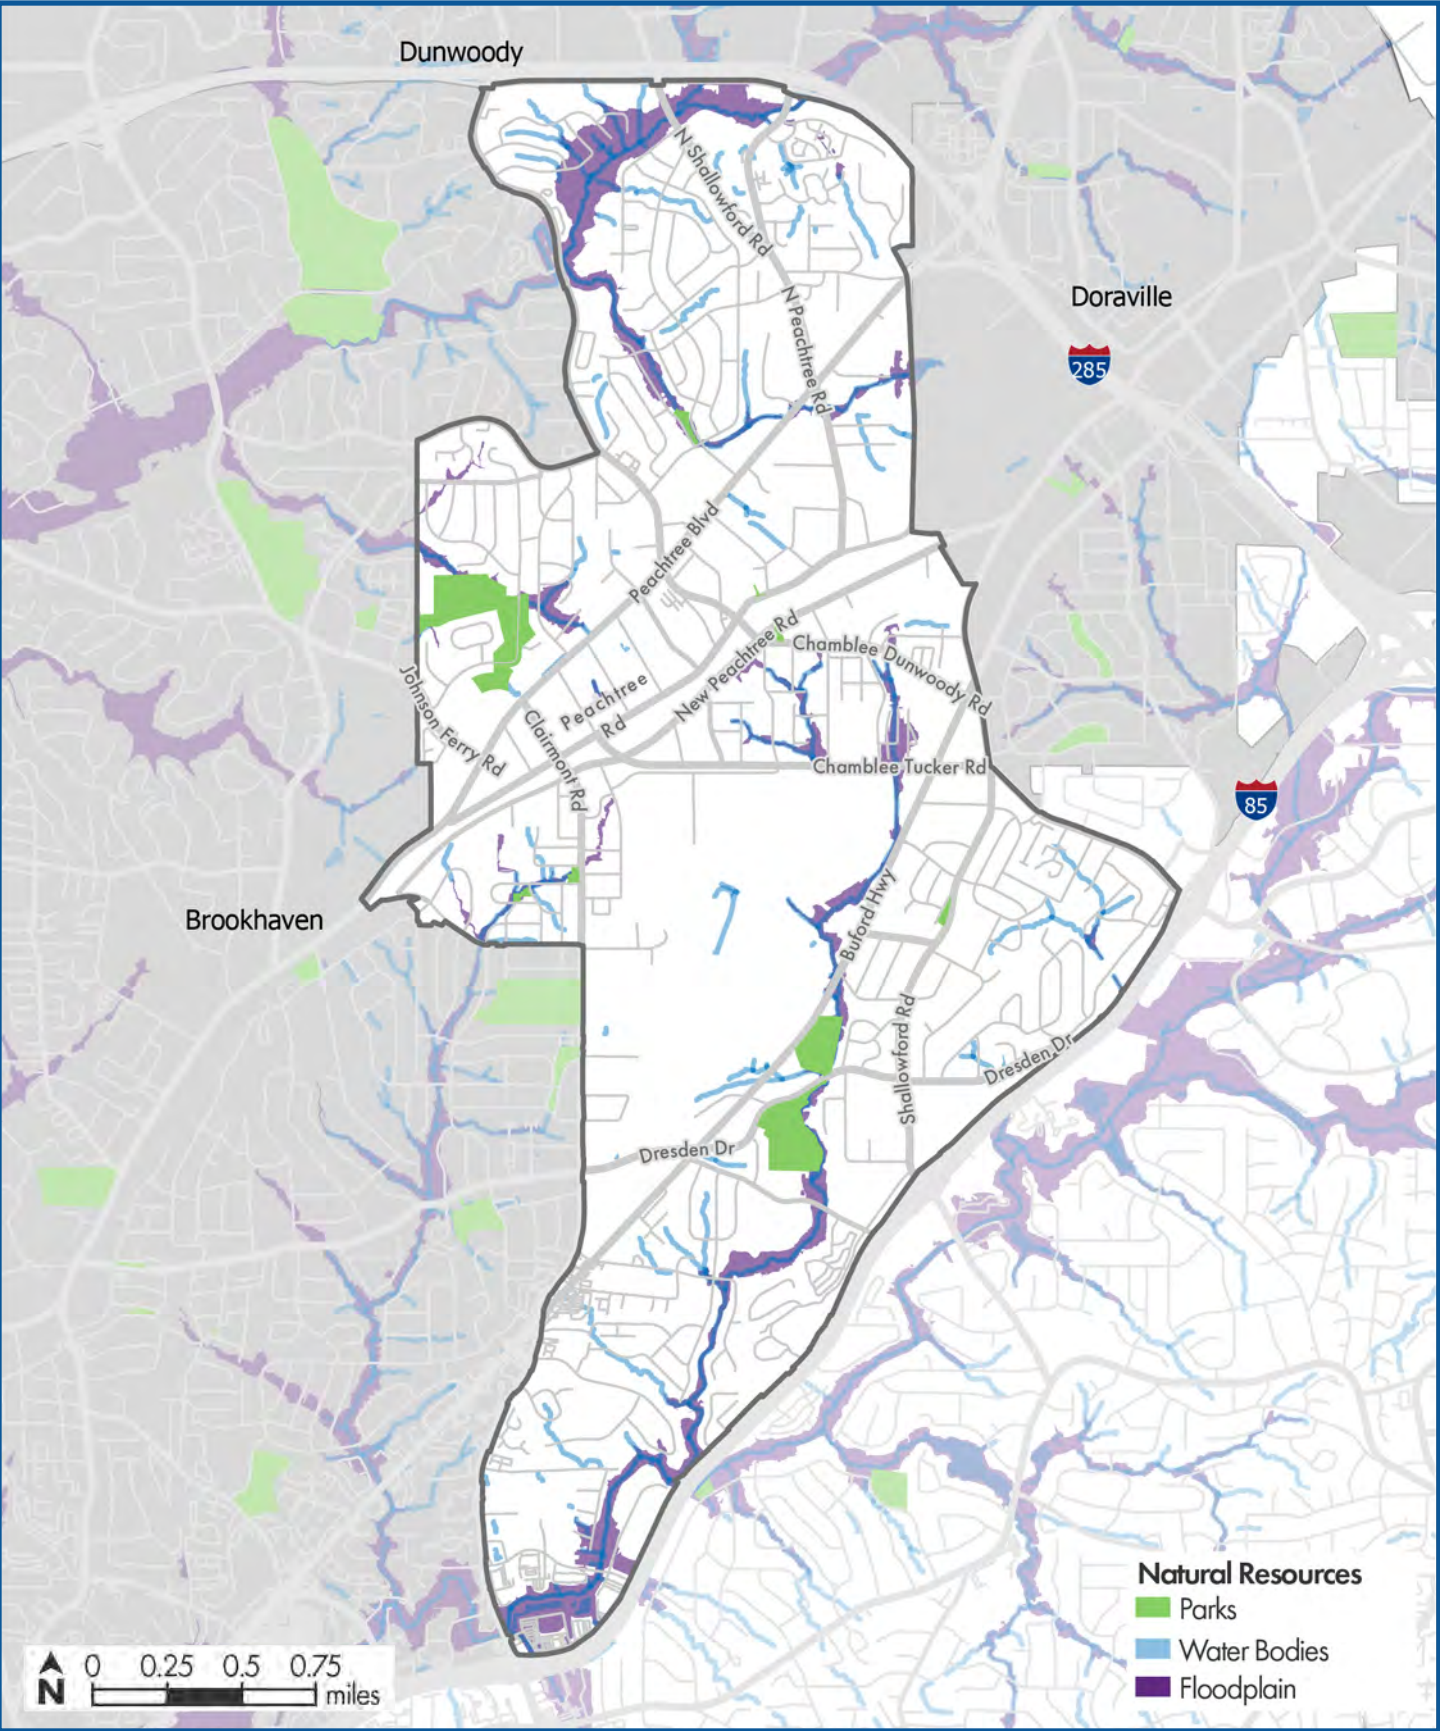 Dunwoody
N Shallowford Rd
Doraville
N Peachtree Rd
285
Peachtree Blvd
New Peachtree Rd
Chamblee Dunwoody Rd
Johnson Ferry Rd
Peachtree
Rd
Clairmont Rd
Chamblee Tucker Rd
85
Buford Hwy
Brookhaven
Shallowford Rd
Dresden Dr
Dresden Dr
Natural Resources
Parks
Water Bodies
Floodplain
N
0 0.25 0.5 0.75
miles